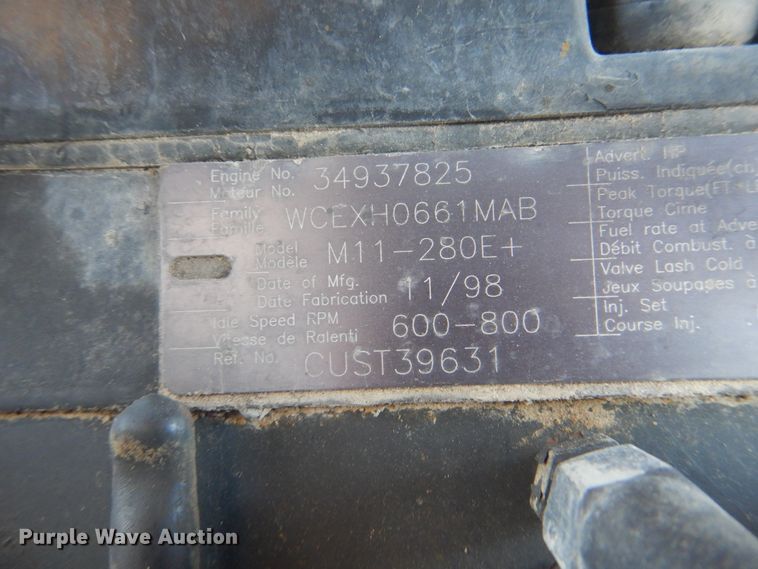 Engine No. 34937825
Moteur No.
Family WCEXH0661MAB
Famille
Model M11-280E+
Modèle
Date of Mfg. 11/98
Date Fabrication
Idle Speed RPM 600-800
Vitesse de Ralenti
Ref. No. CUST39631
Advert. HP
Puiss. Indiquée(ch
Peak Torque(FT-L
Torque Cime
Fuel rate at Adve
Débit Combust. à
Valve Lash Cold
Jeux Soupapes à
Inj. Set
Course Inj.
Purple Wave Auction